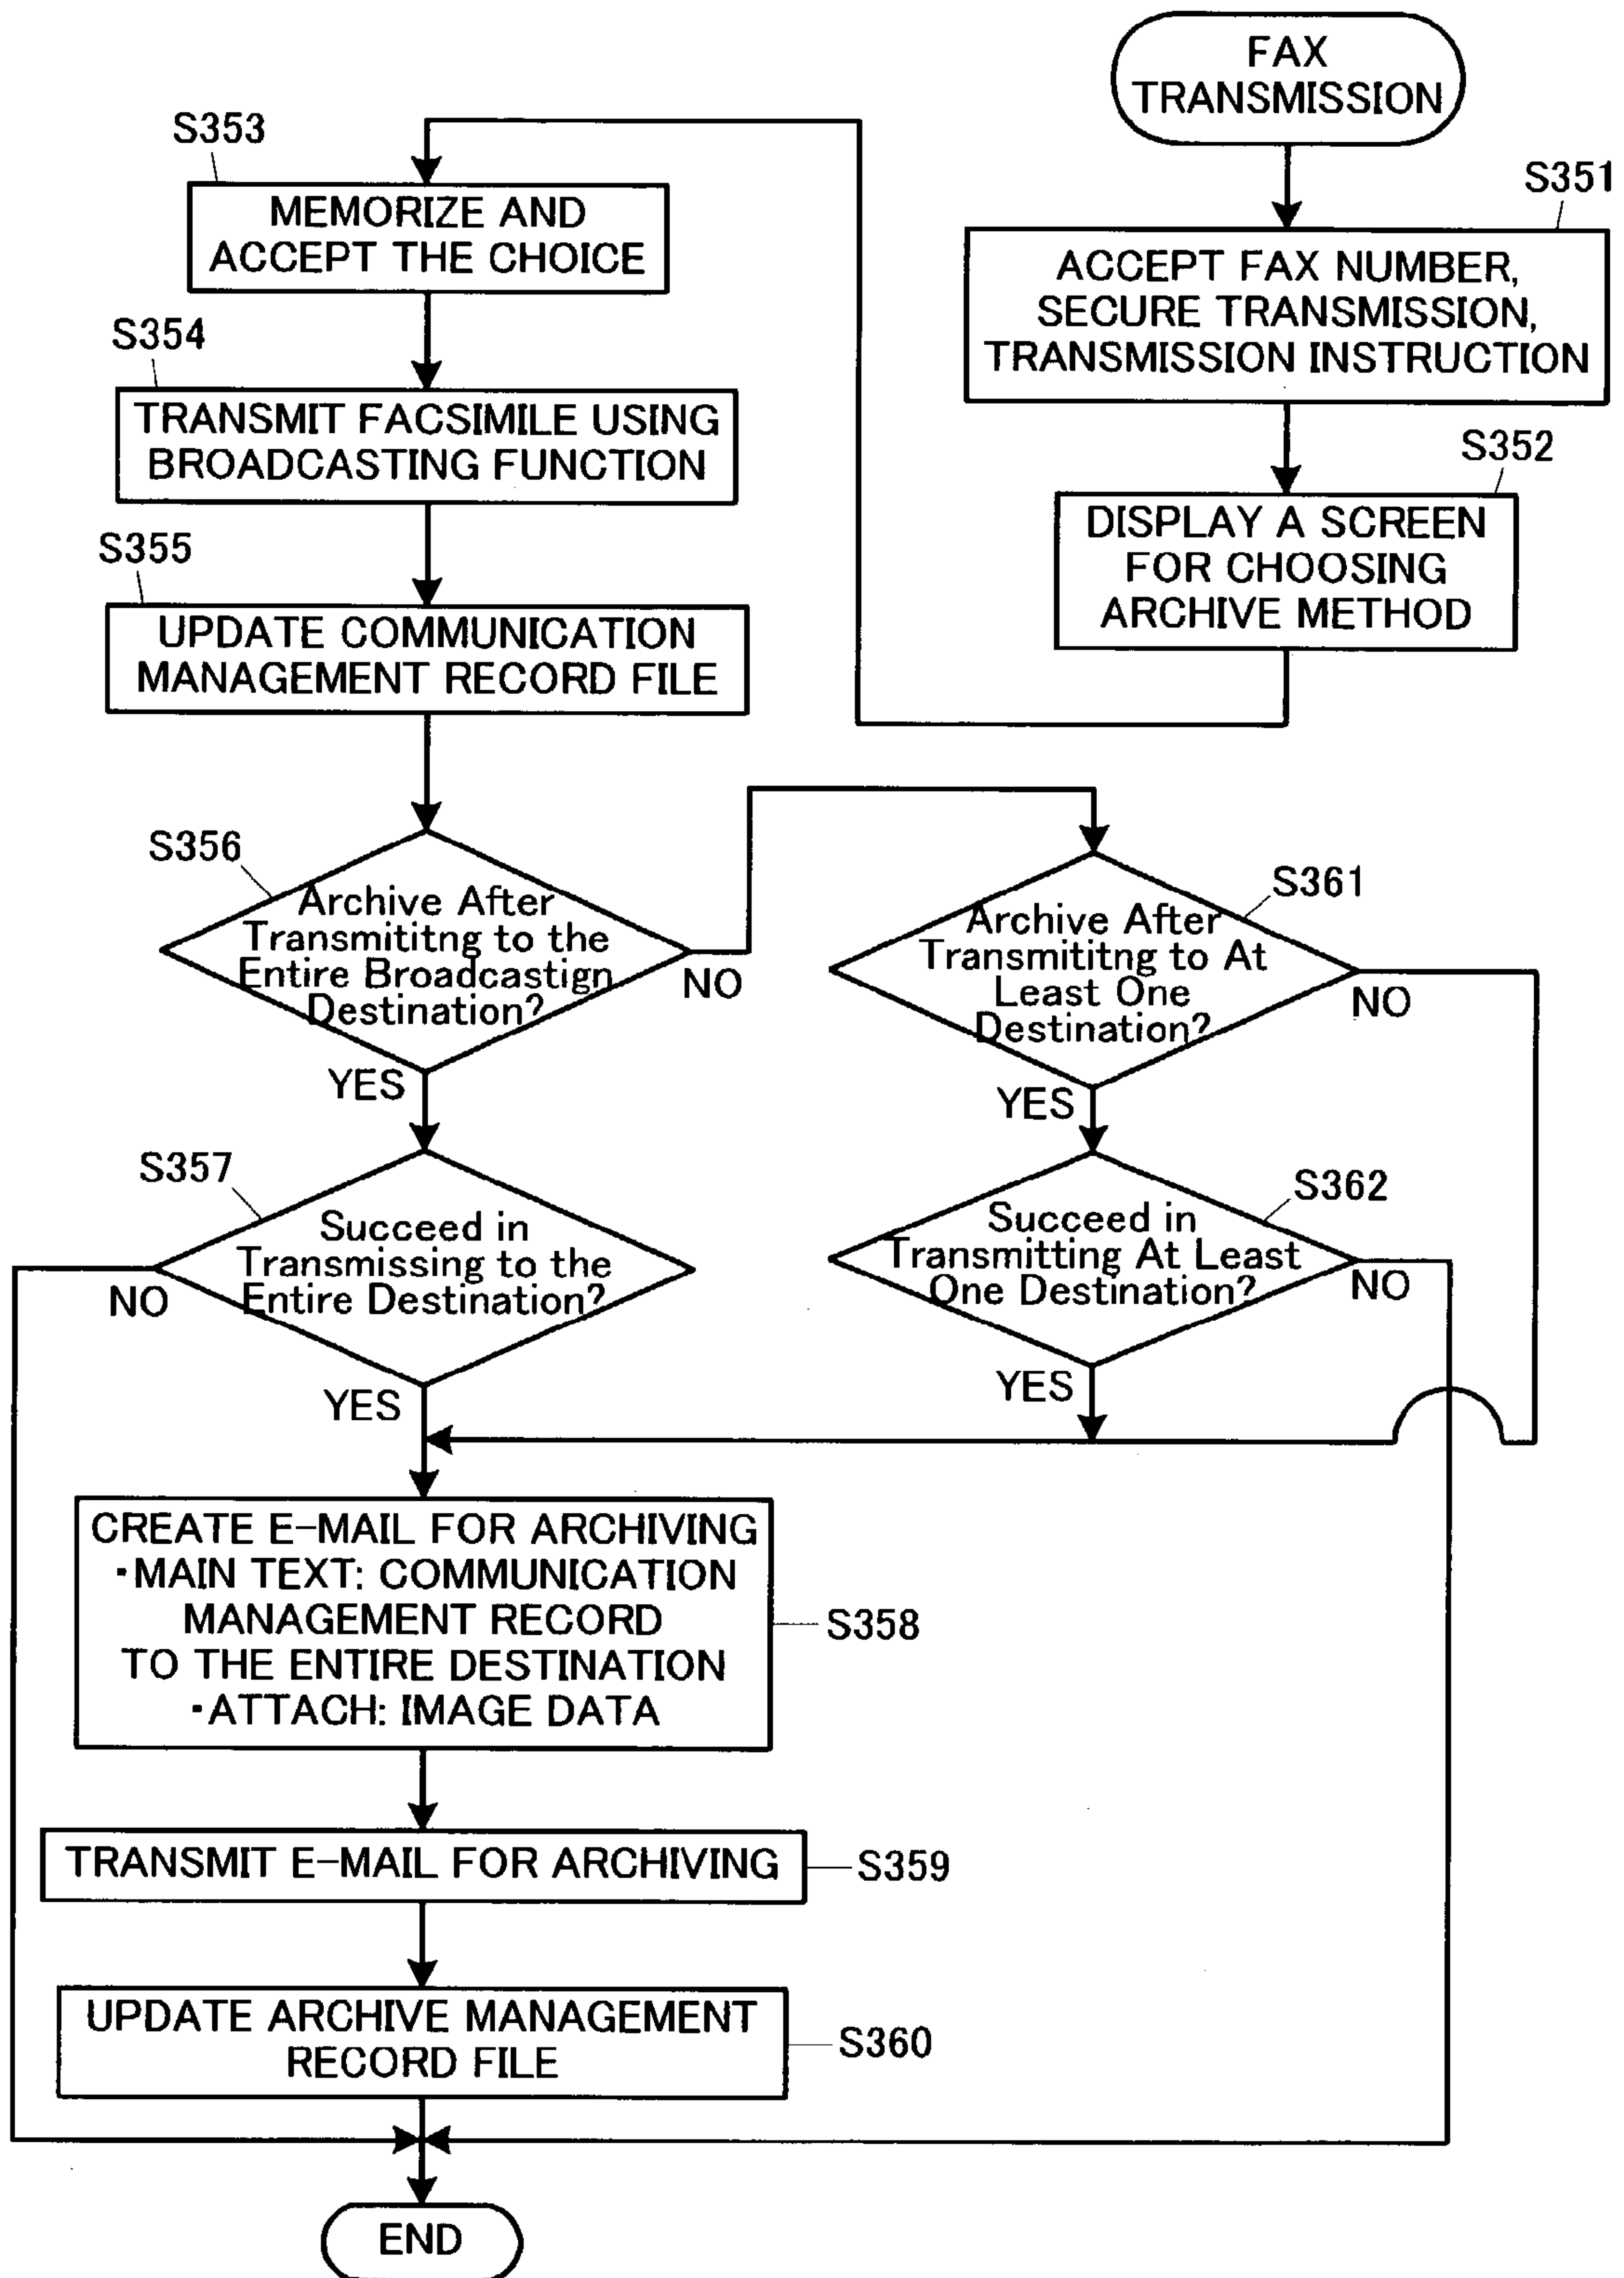 FAX
TRANSMISSION
S351
ACCEPT FAX NUMBER,
SECURE TRANSMISSION,
TRANSMISSION INSTRUCTION
S352
DISPLAY A SCREEN
FOR CHOOSING
ARCHIVE METHOD
S353
MEMORIZE AND
ACCEPT THE CHOICE
S354
TRANSMIT FACSIMILE USING
BROADCASTING FUNCTION
S355
UPDATE COMMUNICATION
MANAGEMENT RECORD FILE
S356
Archive After
Transmititng to the
Entire Broadcastign
Destination?
NO
YES
S361
Archive After
Transmititng to At
Least One
Destination?
NO
YES
S357
Succeed in
Transmissing to the
Entire Destination?
NO
YES
S362
Succeed in
Transmitting At Least
One Destination?
NO
YES
CREATE E-MAIL FOR ARCHIVING
・MAIN TEXT: COMMUNICATION
MANAGEMENT RECORD
TO THE ENTIRE DESTINATION
・ATTACH: IMAGE DATA
S358
TRANSMIT E-MAIL FOR ARCHIVING
S359
UPDATE ARCHIVE MANAGEMENT
RECORD FILE
S360
END